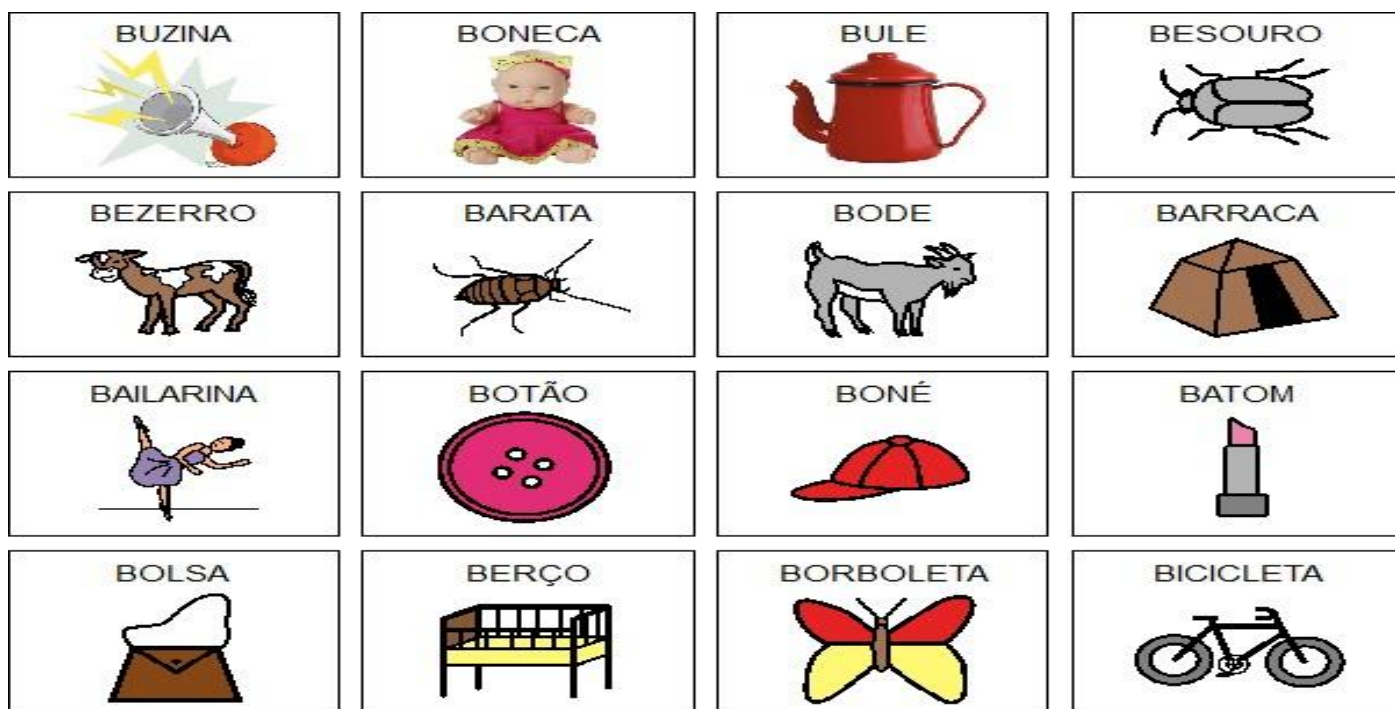 BUZINA
BONECA
BULE
BESOURO
BEZERRO
BARATA
BODE
BARRACA
BAILARINA
BOTÃO
BONÉ
BATOM
BOLSA
BERÇO
BORBOLETA
BICICLETA